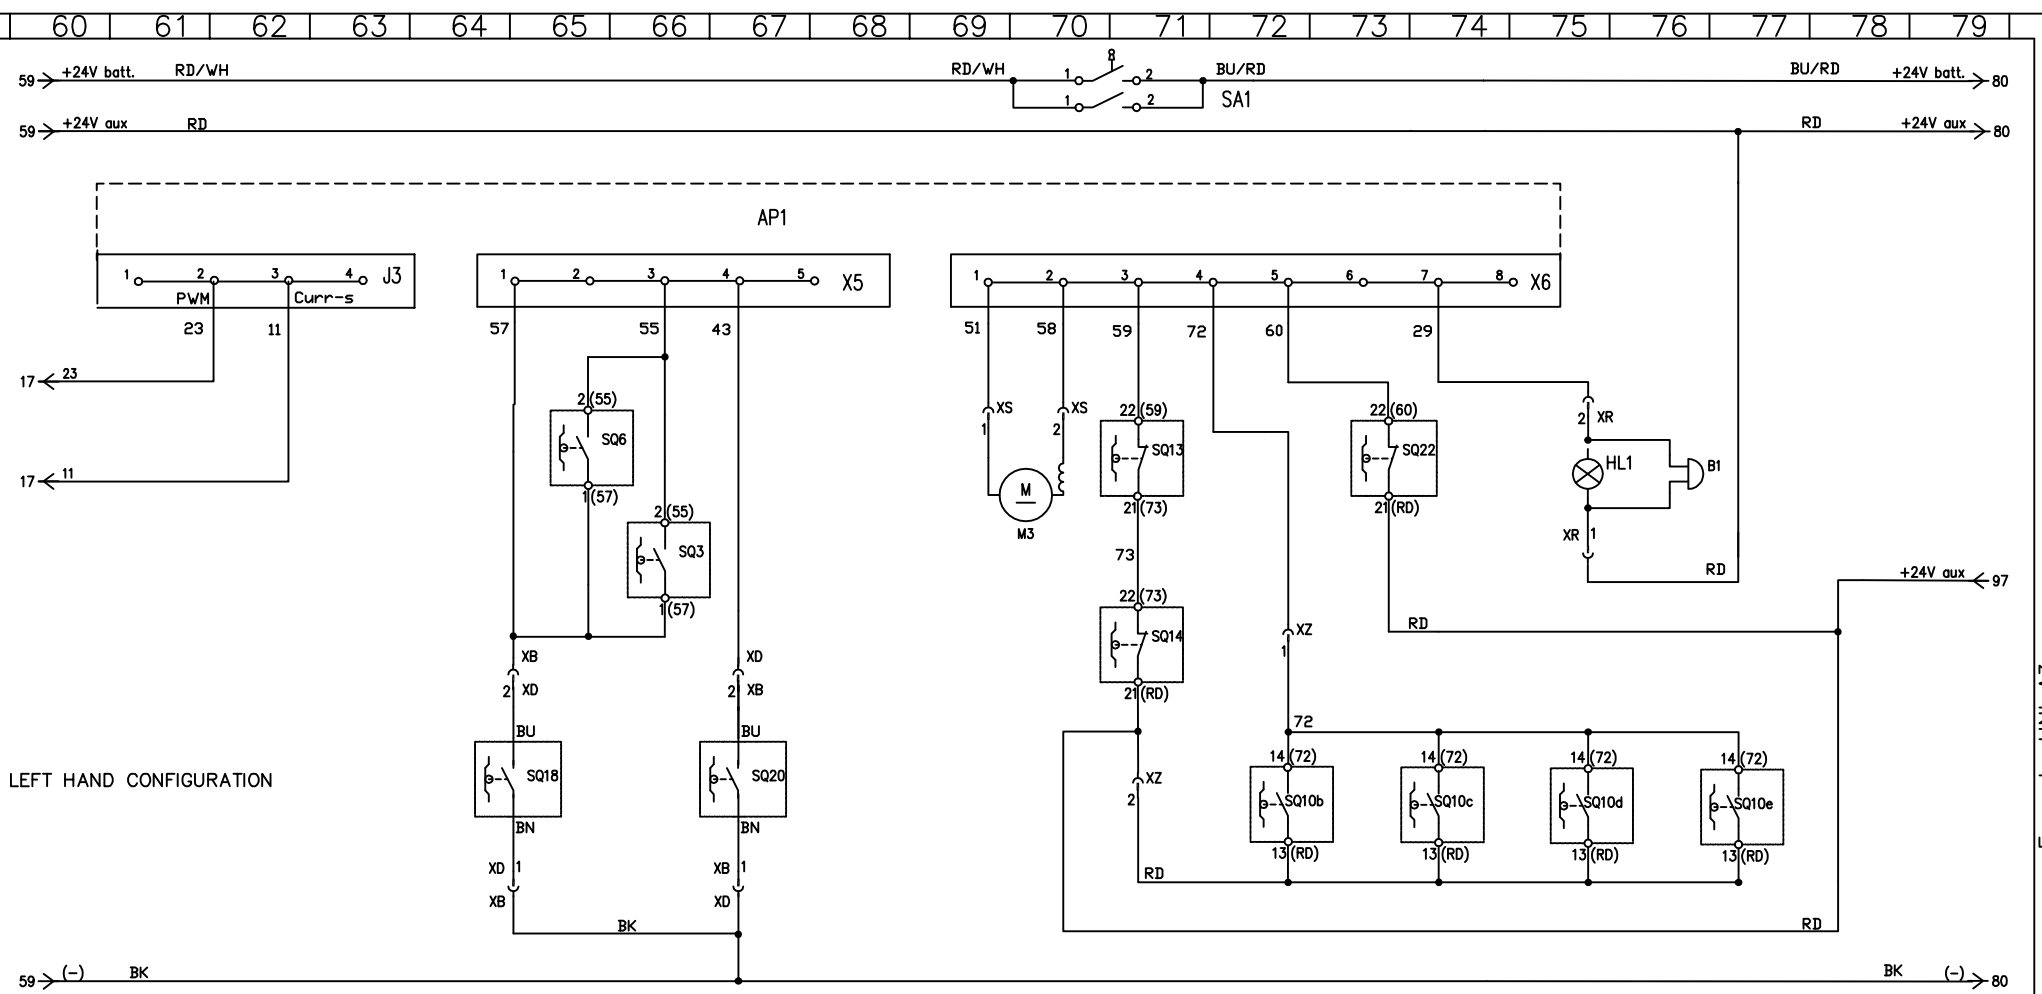 60 61 62 63 64 65 66 67 68 69 70 71 72 73 74 75 76 77 78 79
8
59 +24V batt. RD/WH RD/WH 1 2 BU/RD BU/RD +24V batt. 80
1 2 SA1
59 +24V aux RD RD +24V aux 80
AP1
1 2 3 4 J3 1 2 3 4 5 X5 1 2 3 4 5 6 7 8 X6
PWM Curr-s
23 11 57 55 43 51 58 59 72 60 29
17 23
2(55) XS XS 22(59) 22(60) 2 XR
1 2
SQ6 SQ13 SQ22 HL1 B1
17 11
M
1(57) 21(73) 21(RD)
2(55) M3 XR 1
SQ3 73
RD +24V aux 97
1(57) 22(73) RD
XZ
1
SQ14
XB XD
2 XD 2 XB 21(RD)
72
BU BU
14(72) 14(72) 14(72) 14(72)
LEFT HAND CONFIGURATION SQ18 SQ20 XZ
2 SQ10b SQ10c SQ10d SQ10e
BN BN
13(RD) 13(RD) 13(RD) 13(RD)
XD 1 XB 1 RD
XB XD
BK RD
59 (-) BK BK (-) 80